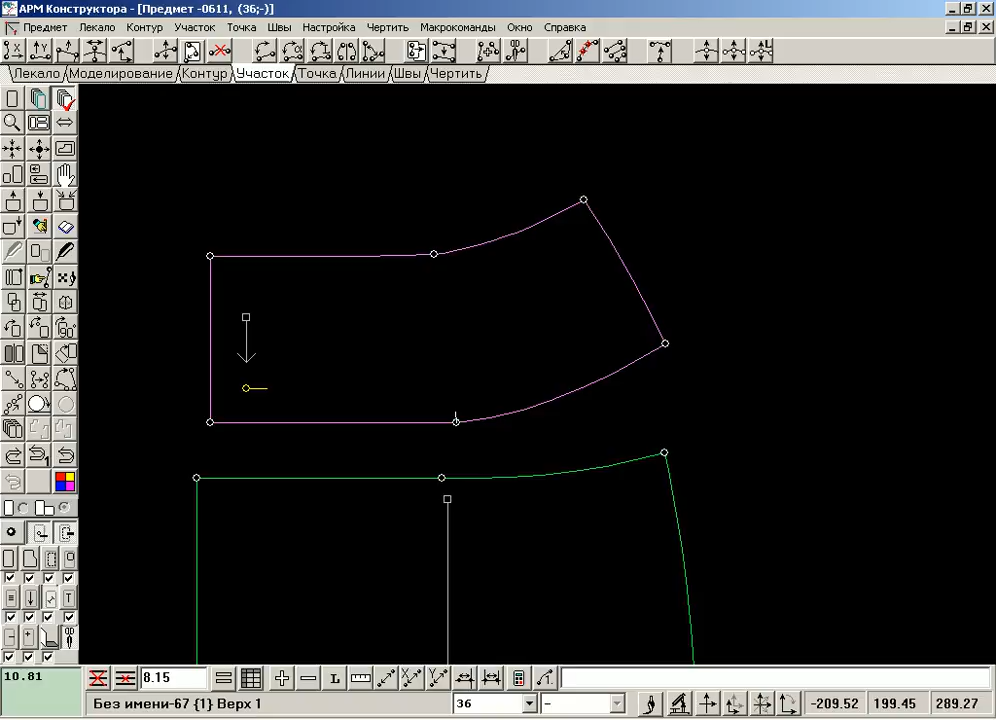 АРМ Конструктора - [Предмет -0611, (36;-)]
Предмет Лекало Контур Участок Точка Швы Настройка Чертить Макрокоманды Окно Справка
Лекало Моделирование Контур Участок Точка Линии Швы Чертить
10.81
8.15
L
Без имени-67 {1} Верх 1
36
-
-209.52
199.45
289.27